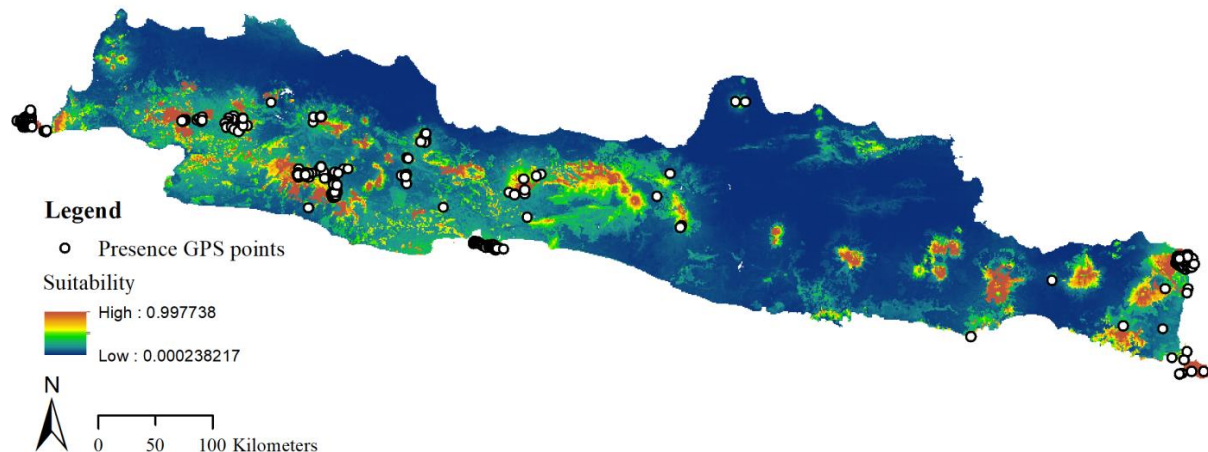 Legend
Presence GPS points
Suitability
High : 0.997738
Low : 0.000238217
N
0 50 100 Kilometers